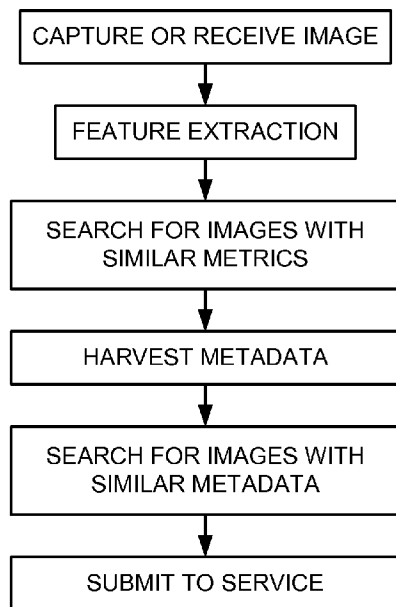 CAPTURE OR RECEIVE IMAGE
FEATURE EXTRACTION
SEARCH FOR IMAGES WITH
SIMILAR METRICS
HARVEST METADATA
SEARCH FOR IMAGES WITH
SIMILAR METADATA
SUBMIT TO SERVICE